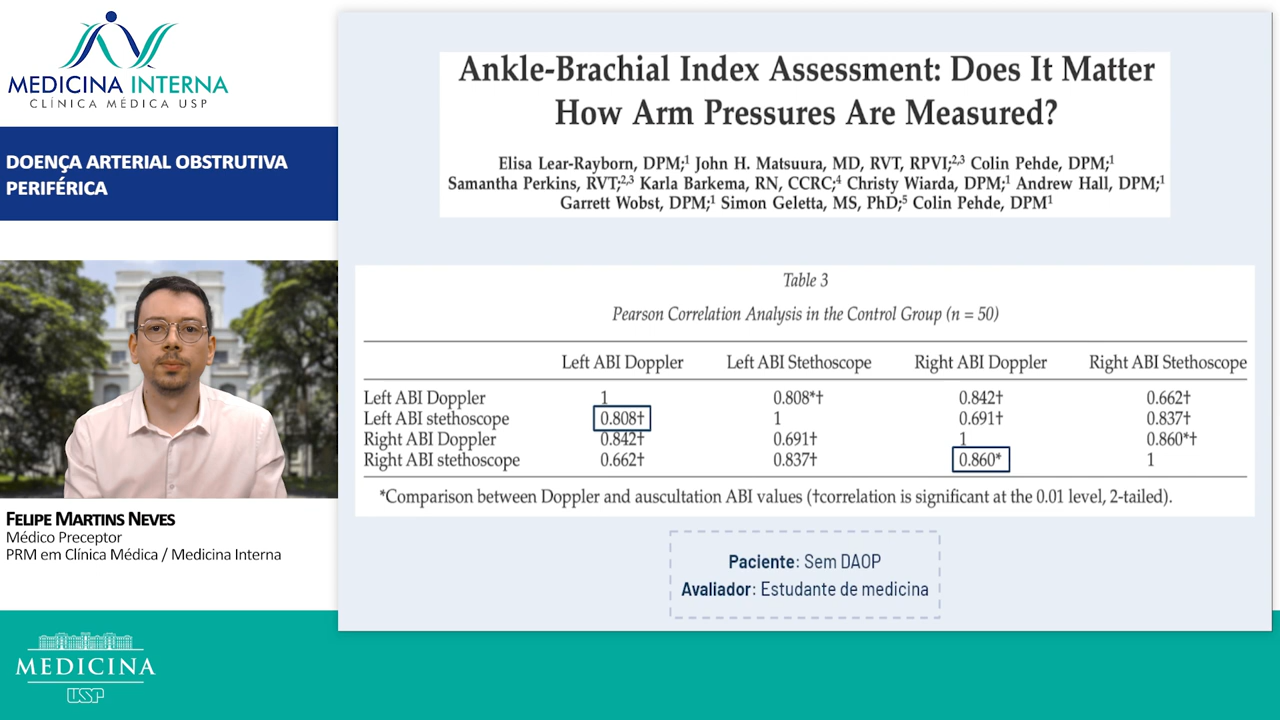 MEDICINA INTERNA
CLÍNICA MÉDICA USP
DOENÇA ARTERIAL OBSTRUTIVA
PERIFÉRICA
FELIPE MARTINS NEVES
Médico Preceptor
PRM em Clínica Médica / Medicina Interna
MEDICINA
USP
Ankle-Brachial Index Assessment: Does It Matter
How Arm Pressures Are Measured?
Elisa Lear-Rayborn, DPM;1 John H. Matsuura, MD, RVT, RPVI;2,3 Colin Pehde, DPM;1
Samantha Perkins, RVT;2,3 Karla Barkema, RN, CCRC;4 Christy Wiarda, DPM;1 Andrew Hall, DPM;1
Garrett Wobst, DPM;1 Simon Geletta, MS, PhD;5 Colin Pehde, DPM1
Table 3
Pearson Correlation Analysis in the Control Group (n = 50)
Left ABI Doppler Left ABI Stethoscope Right ABI Doppler Right ABI Stethoscope
Left ABI Doppler 1 0.808*† 0.842† 0.662†
Left ABI stethoscope 0.808† 1 0.691† 0.837†
Right ABI Doppler 0.842† 0.691† 1 0.860*†
Right ABI stethoscope 0.662† 0.837† 0.860* 1
*Comparison between Doppler and auscultation ABI values (†correlation is significant at the 0.01 level, 2-tailed).
Paciente: Sem DAOP
Avaliador: Estudante de medicina